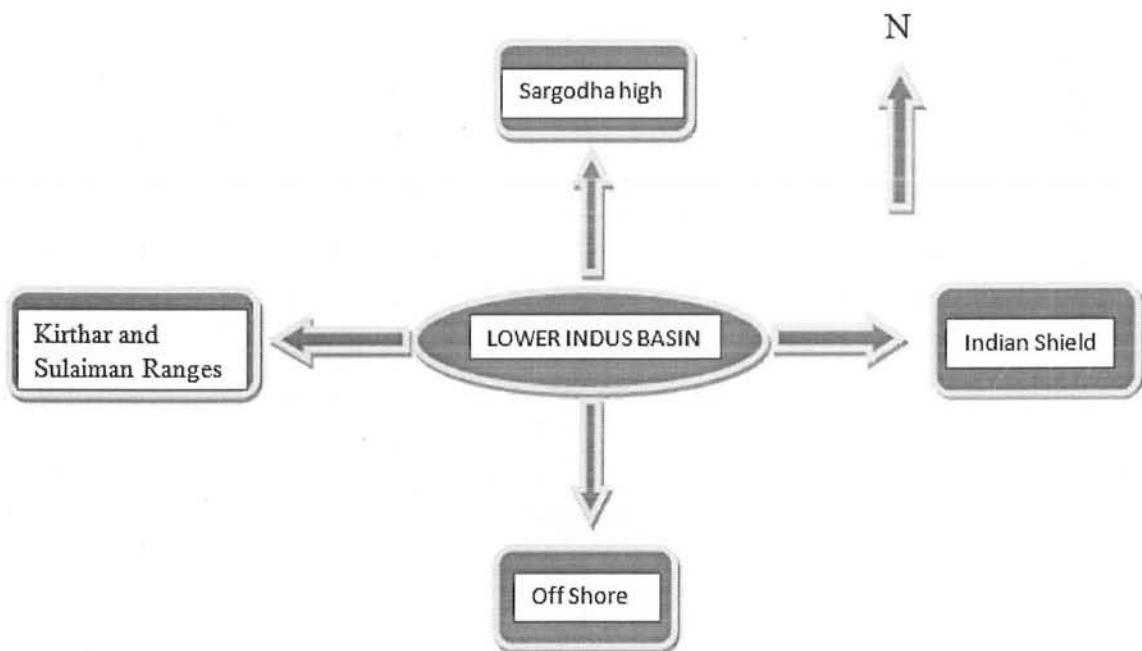 N
Sargodha high
Kirthar and
Sulaiman Ranges
LOWER INDUS BASIN
Indian Shield
Off Shore